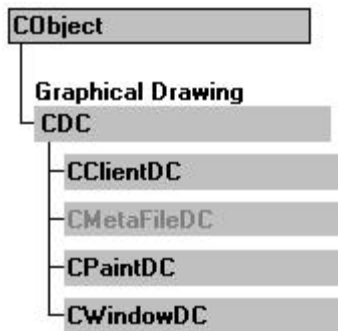 CObject
Graphical Drawing
CDC
CClientDC
CMetaFileDC
CPaintDC
CWindowDC